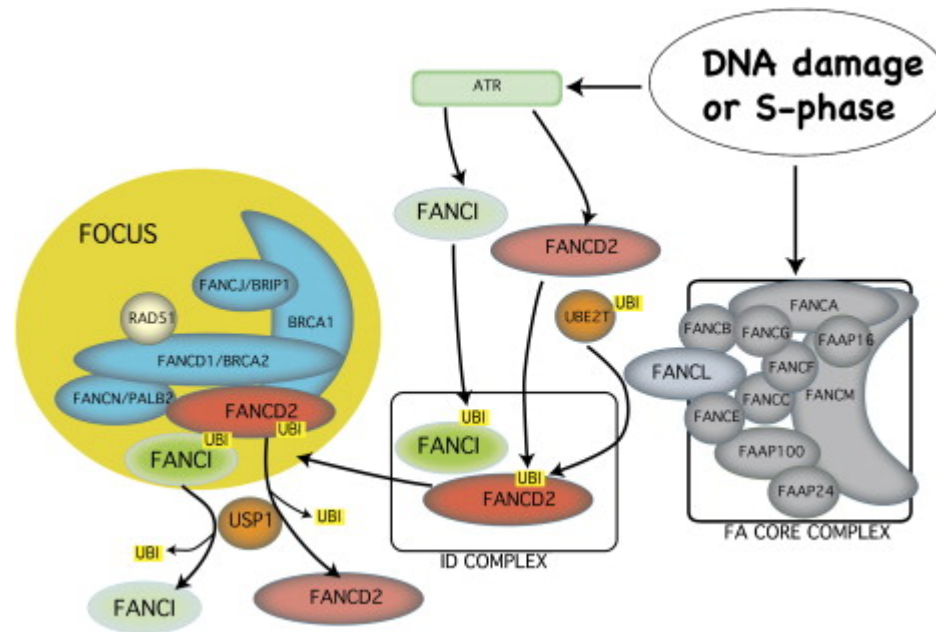 DNA damage
or S-phase
ATR
FANCI
FANCD2
UBE2T
UBI
FOCUS
FANCJ/BRIP1
BRCA1
RAD51
FANCD1/BRCA2
FANCN/PALB2
FANCD2
UBI
UBI
FANCI
USP1
UBI
UBI
FANCI
FANCD2
UBI
FANCI
UBI
FANCD2
ID COMPLEX
FANCA
FANCB
FANCG
FAAP16
FANCL
FANCF
FANCC
FANCM
FANCE
FAAP100
FAAP24
FA CORE COMPLEX